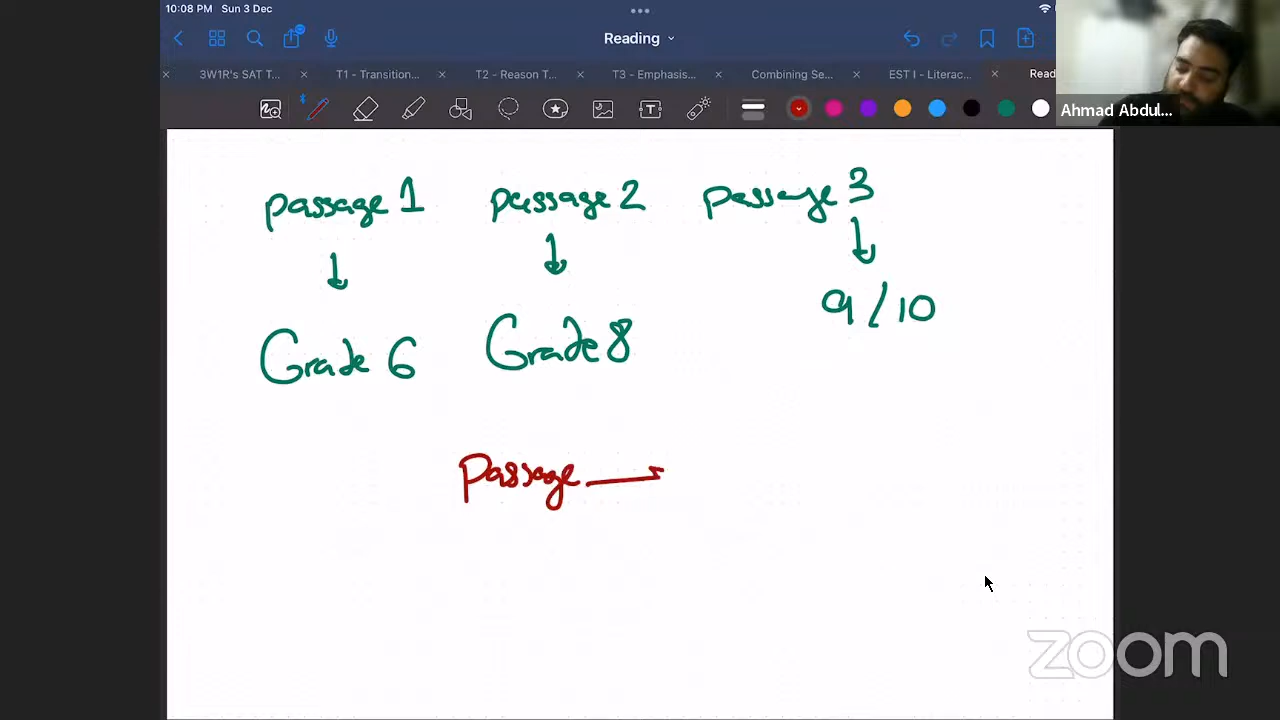 10:08 PM Sun 3 Dec
Reading
3W1R's SAT T...
T1 - Transition...
T2 - Reason T...
T3 - Emphasis...
Combining Se...
EST I - Literac...
Read
Ahmad Abdul...
passage 1 passage 2 passage 3
Grade 6 Grade 8 9/10
Passage
zoom